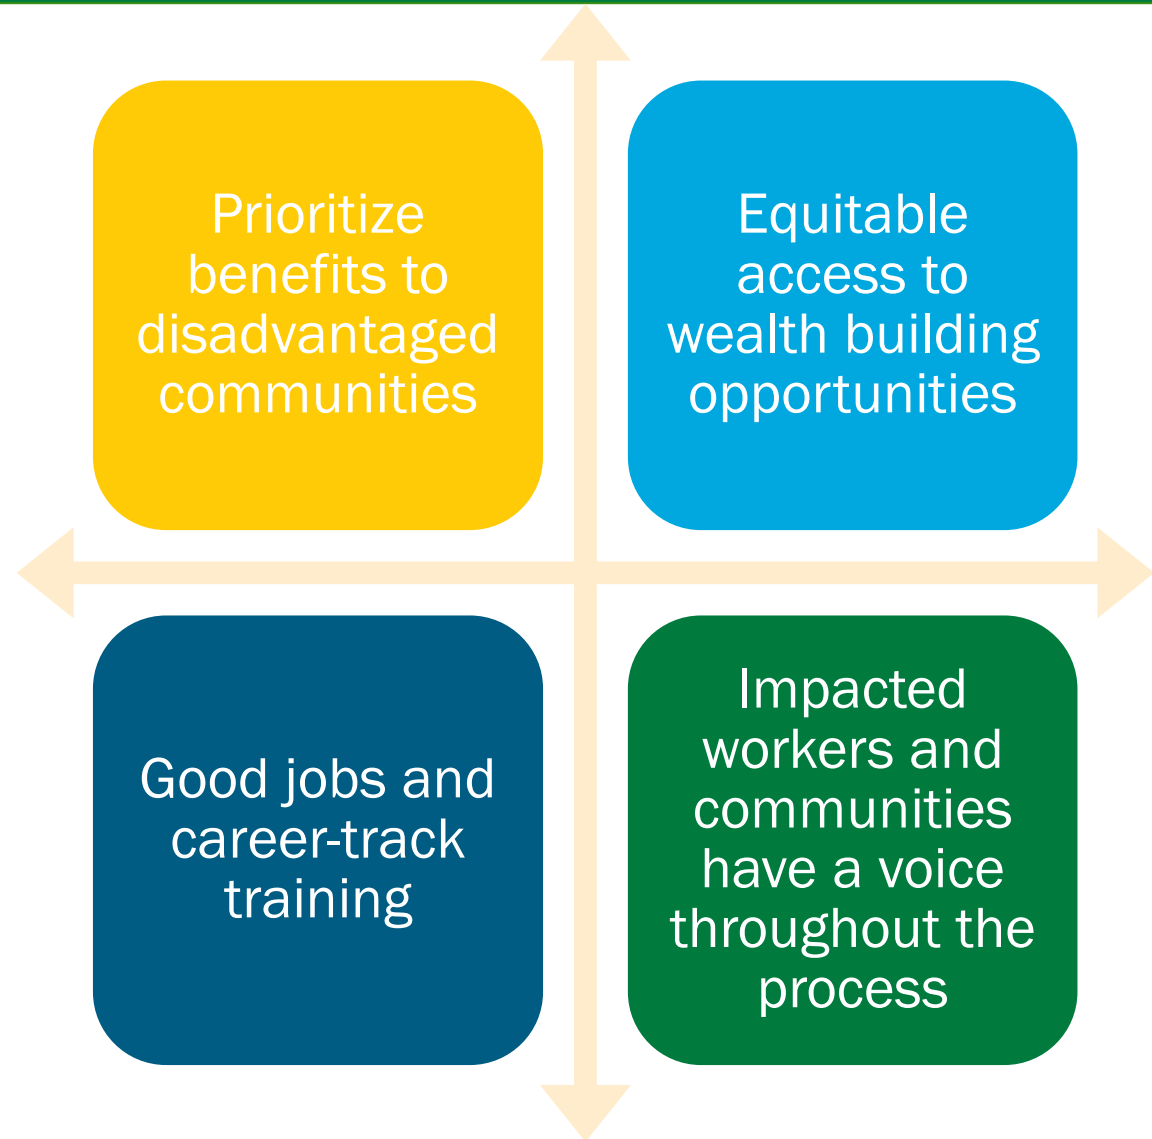 Prioritize
benefits to
disadvantaged
communities
Equitable
access to
wealth building
opportunities
Good jobs and
career-track
training
Impacted
workers and
communities
have a voice
throughout the
process